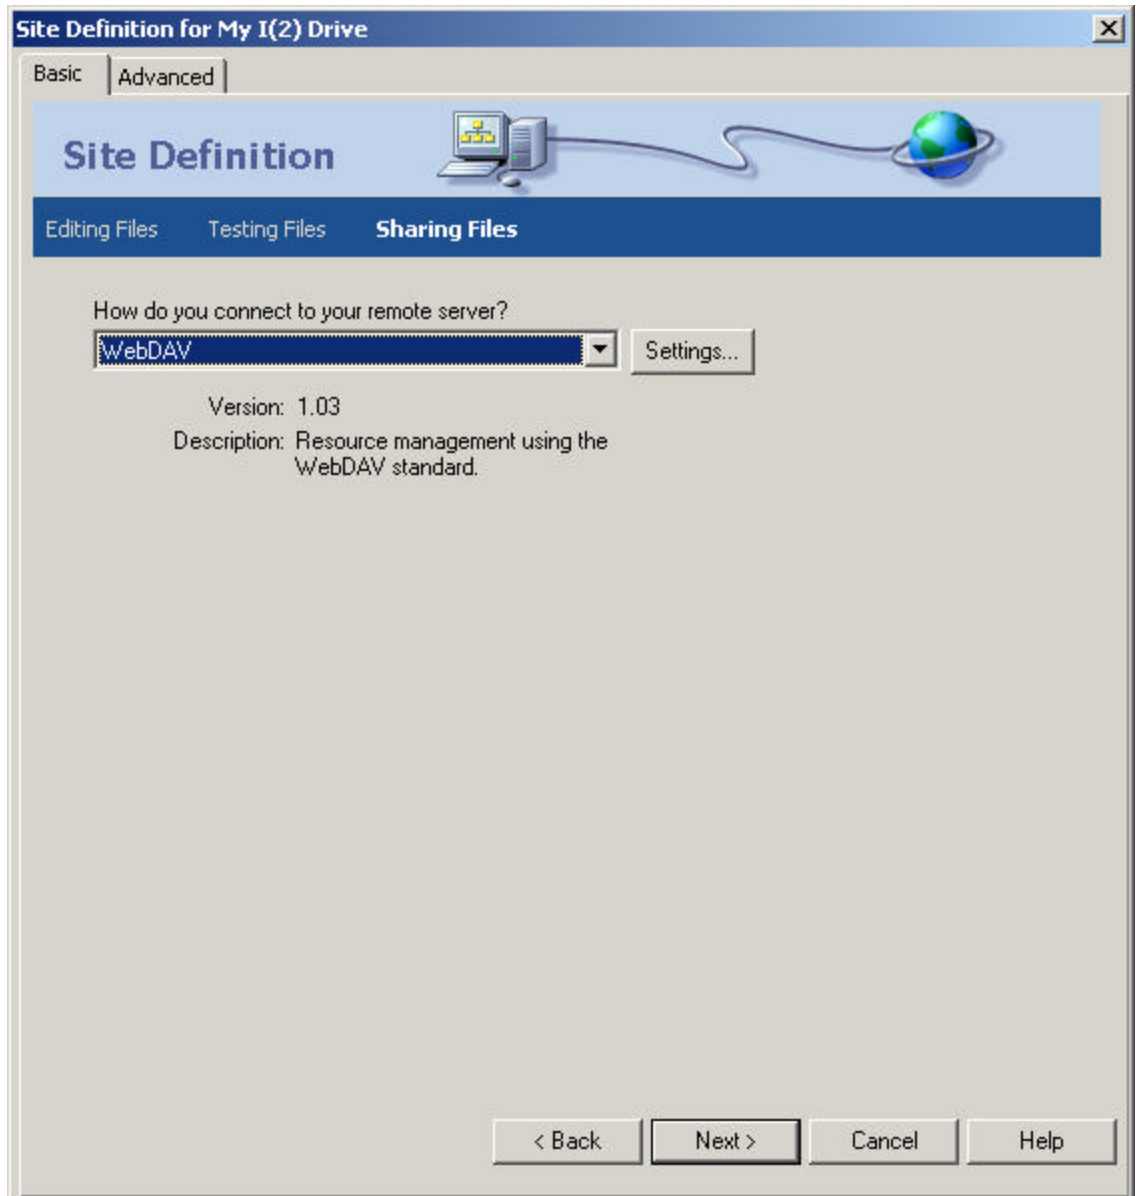 Site Definition for My I(2) Drive
Basic Advanced
Site Definition
Editing Files Testing Files Sharing Files
How do you connect to your remote server?
WebDAV Settings...
Version: 1.03
Description: Resource management using the
WebDAV standard.
< Back Next > Cancel Help